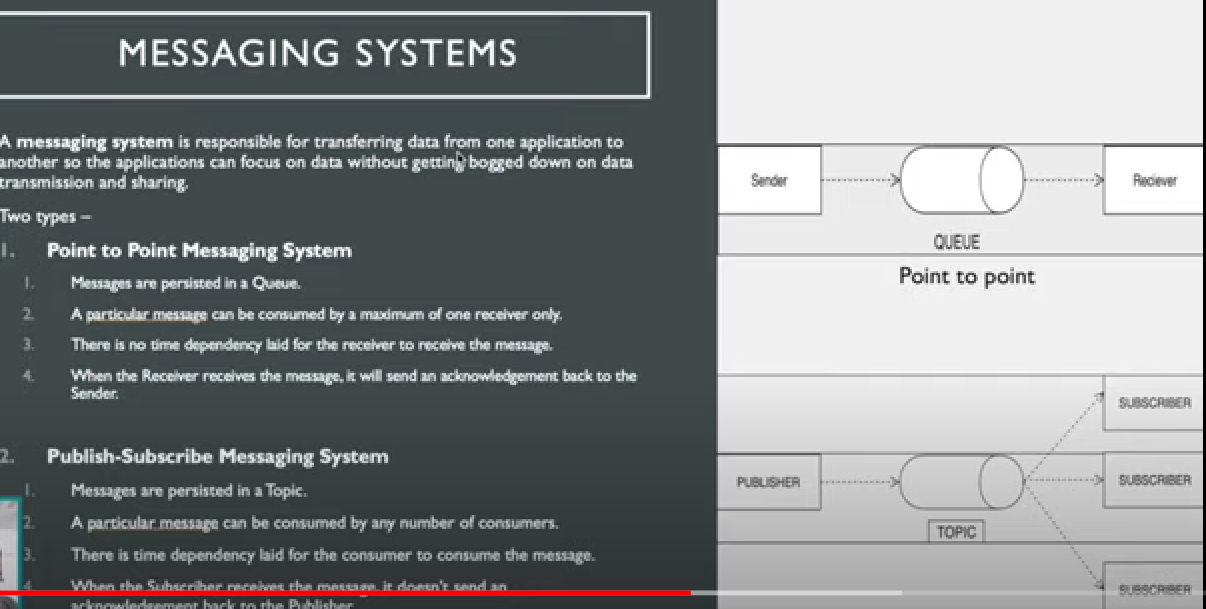 MESSAGING SYSTEMS
A messaging system is responsible for transferring data from one application to
another so the applications can focus on data without getting bogged down on data
transmission and sharing.
Two types –
1. Point to Point Messaging System
1. Messages are persisted in a Queue.
2. A particular message can be consumed by a maximum of one receiver only.
3. There is no time dependency laid for the receiver to receive the message.
4. When the Receiver receives the message, it will send an acknowledgement back to the
Sender.
2. Publish-Subscribe Messaging System
1. Messages are persisted in a Topic.
2. A particular message can be consumed by any number of consumers.
3. There is time dependency laid for the consumer to consume the message.
4. When the Subscriber receives the message, it doesn't send an
acknowledgement back to the Publisher.
Sender
Reciever
QUEUE
Point to point
SUBSCRIBER
PUBLISHER
SUBSCRIBER
TOPIC
SUBSCRIBER